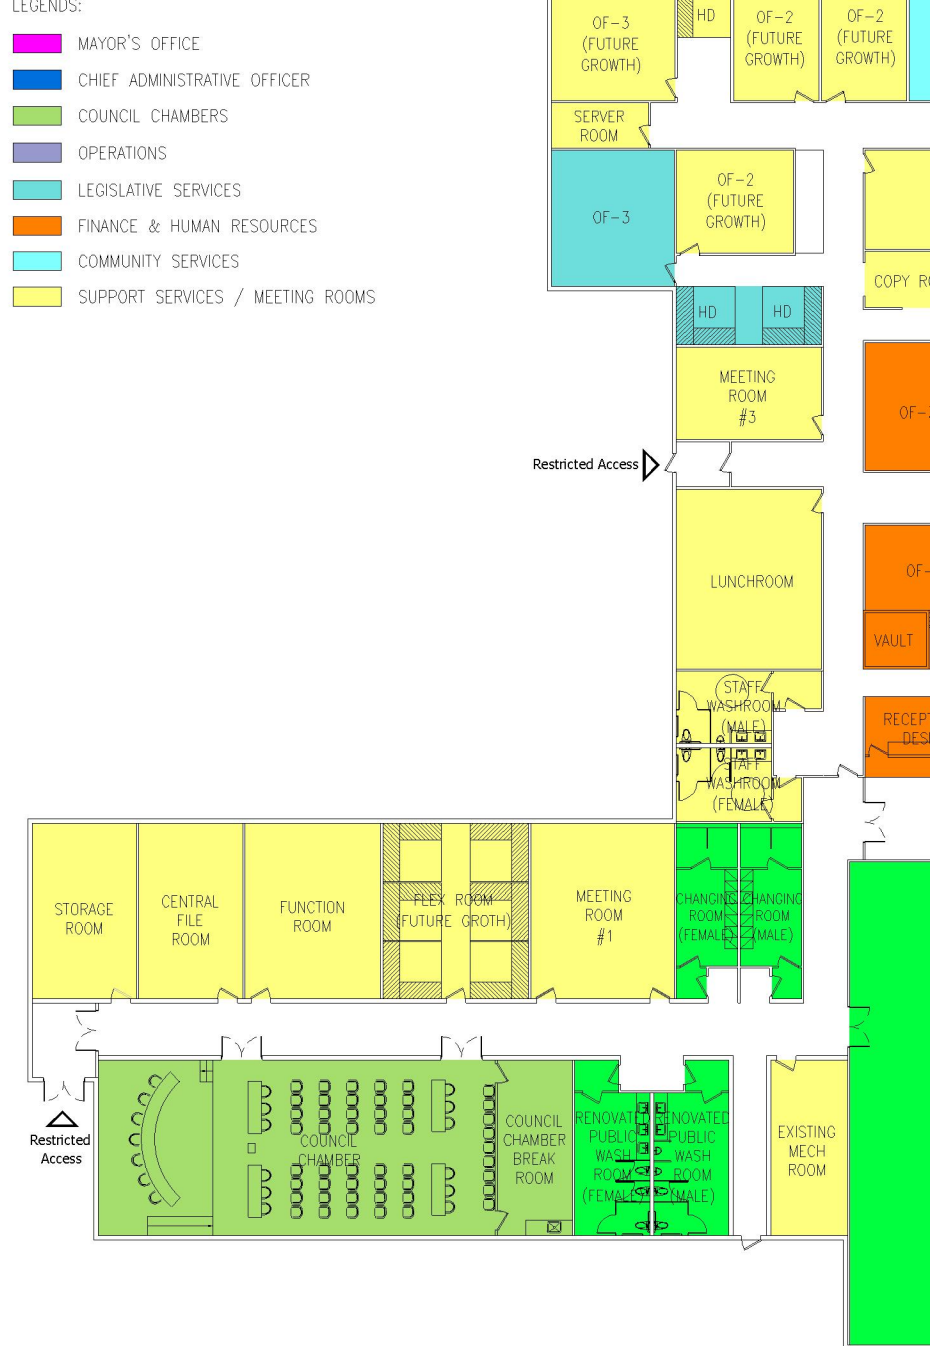 LEGENDS:
MAYOR'S OFFICE
CHIEF ADMINISTRATIVE OFFICER
COUNCIL CHAMBERS
OPERATIONS
LEGISLATIVE SERVICES
FINANCE & HUMAN RESOURCES
COMMUNITY SERVICES
SUPPORT SERVICES / MEETING ROOMS
OF-3
(FUTURE
GROWTH)
HD
OF-2
(FUTURE
GROWTH)
OF-2
(FUTURE
GROWTH)
SERVER
ROOM
OF-3
OF-2
(FUTURE
GROWTH)
COPY
HD
HD
MEETING
ROOM
#3
OF-
Restricted Access
LUNCHROOM
OF-
VAULT
STAFF
WASHROOM
(MALE)
STAFF
WASHROOM
(FEMALE)
RECEPT
DES
STORAGE
ROOM
CENTRAL
FILE
ROOM
FUNCTION
ROOM
FLEX ROOM
(FUTURE GROTH)
MEETING
ROOM
#1
CHANGING
ROOM
(FEMALE)
CHANGING
ROOM
(MALE)
Restricted
Access
COUNCIL
CHAMBER
COUNCIL
CHAMBER
BREAK
ROOM
RENOVATED
PUBLIC
WASH
ROOM
(FEMALE)
RENOVATED
PUBLIC
WASH
ROOM
(MALE)
EXISTING
MECH
ROOM